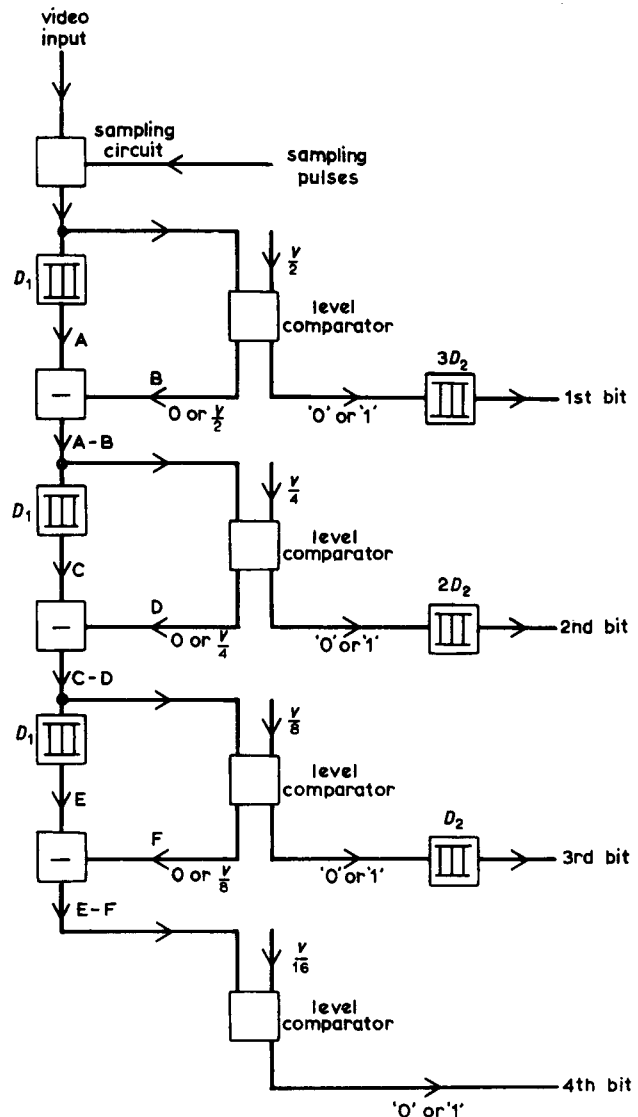 video
input
sampling
circuit
sampling
pulses
V/2
D₁
level
comparator
A
3D₂
B
0 or V/2
'0' or '1'
1st bit
A-B
V/4
D₁
level
comparator
C
2D₂
D
0 or V/4
'0' or '1'
2nd bit
C-D
V/8
D₁
level
comparator
E
D₂
F
0 or V/8
'0' or '1'
3rd bit
E-F
V/16
level
comparator
4th bit
'0' or '1'